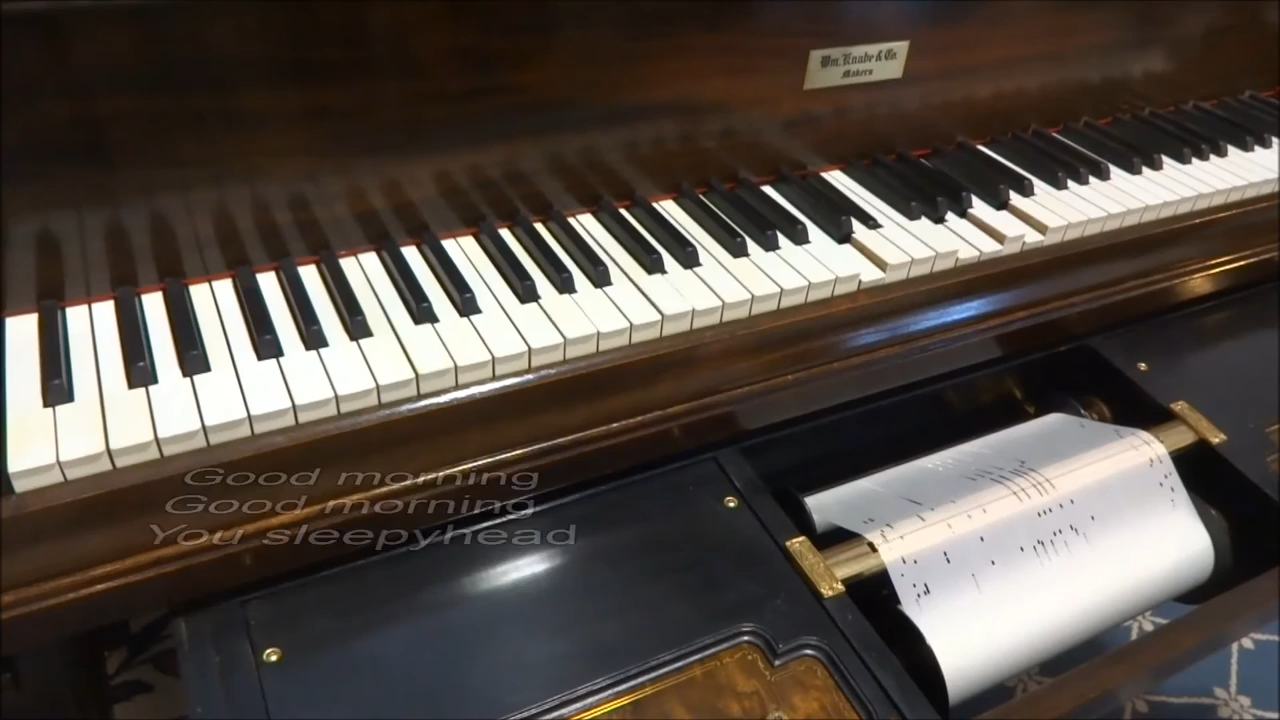 Wm. Knabe & Co.
Makers
Good morning
Good morning
You sleepyhead